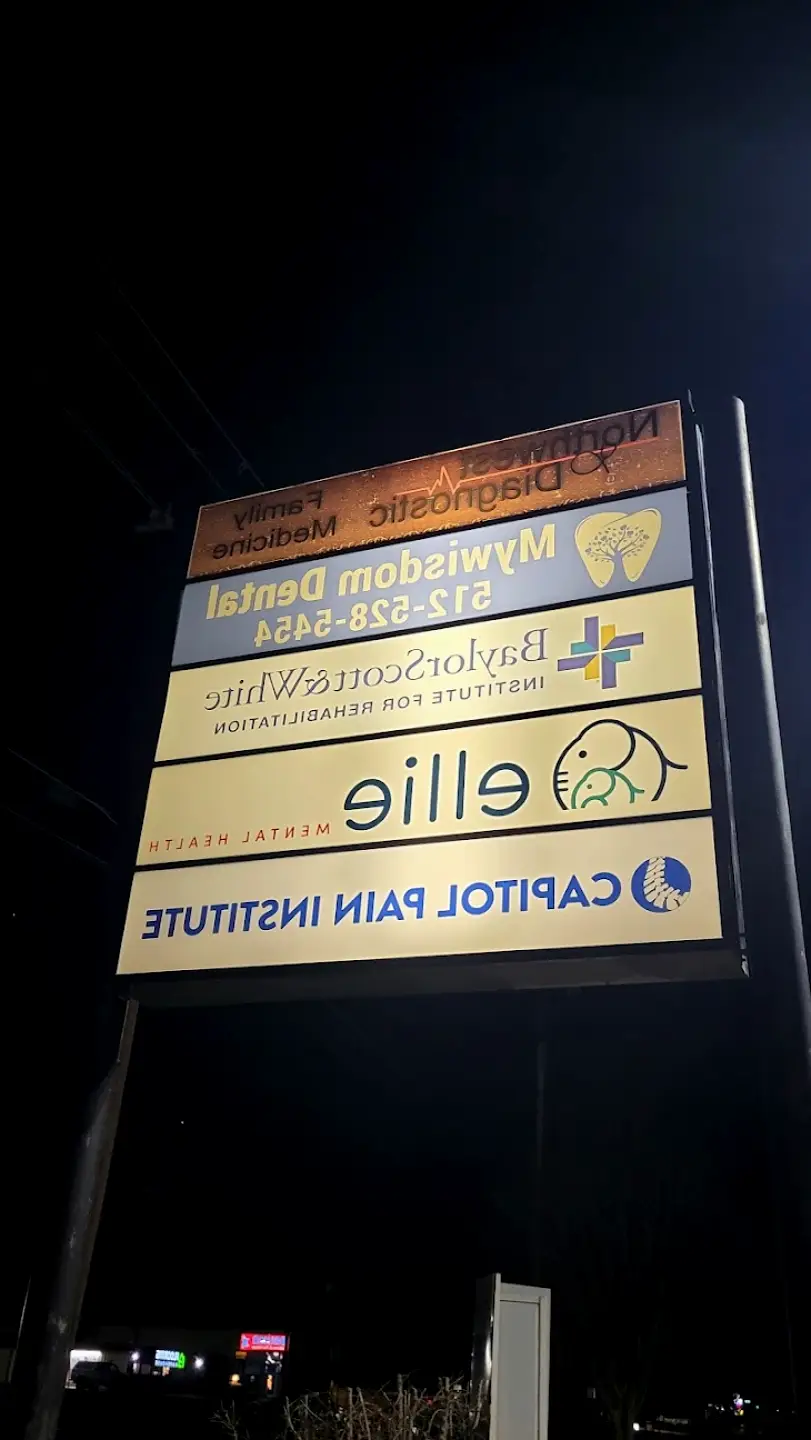 Northwest
Diagnostic
Family
Medicine
Mywisdom Dental
512-528-5454
BaylorScott&White
INSTITUTE FOR REHABILITATION
ellie
MENTAL HEALTH
CAPITOL PAIN INSTITUTE